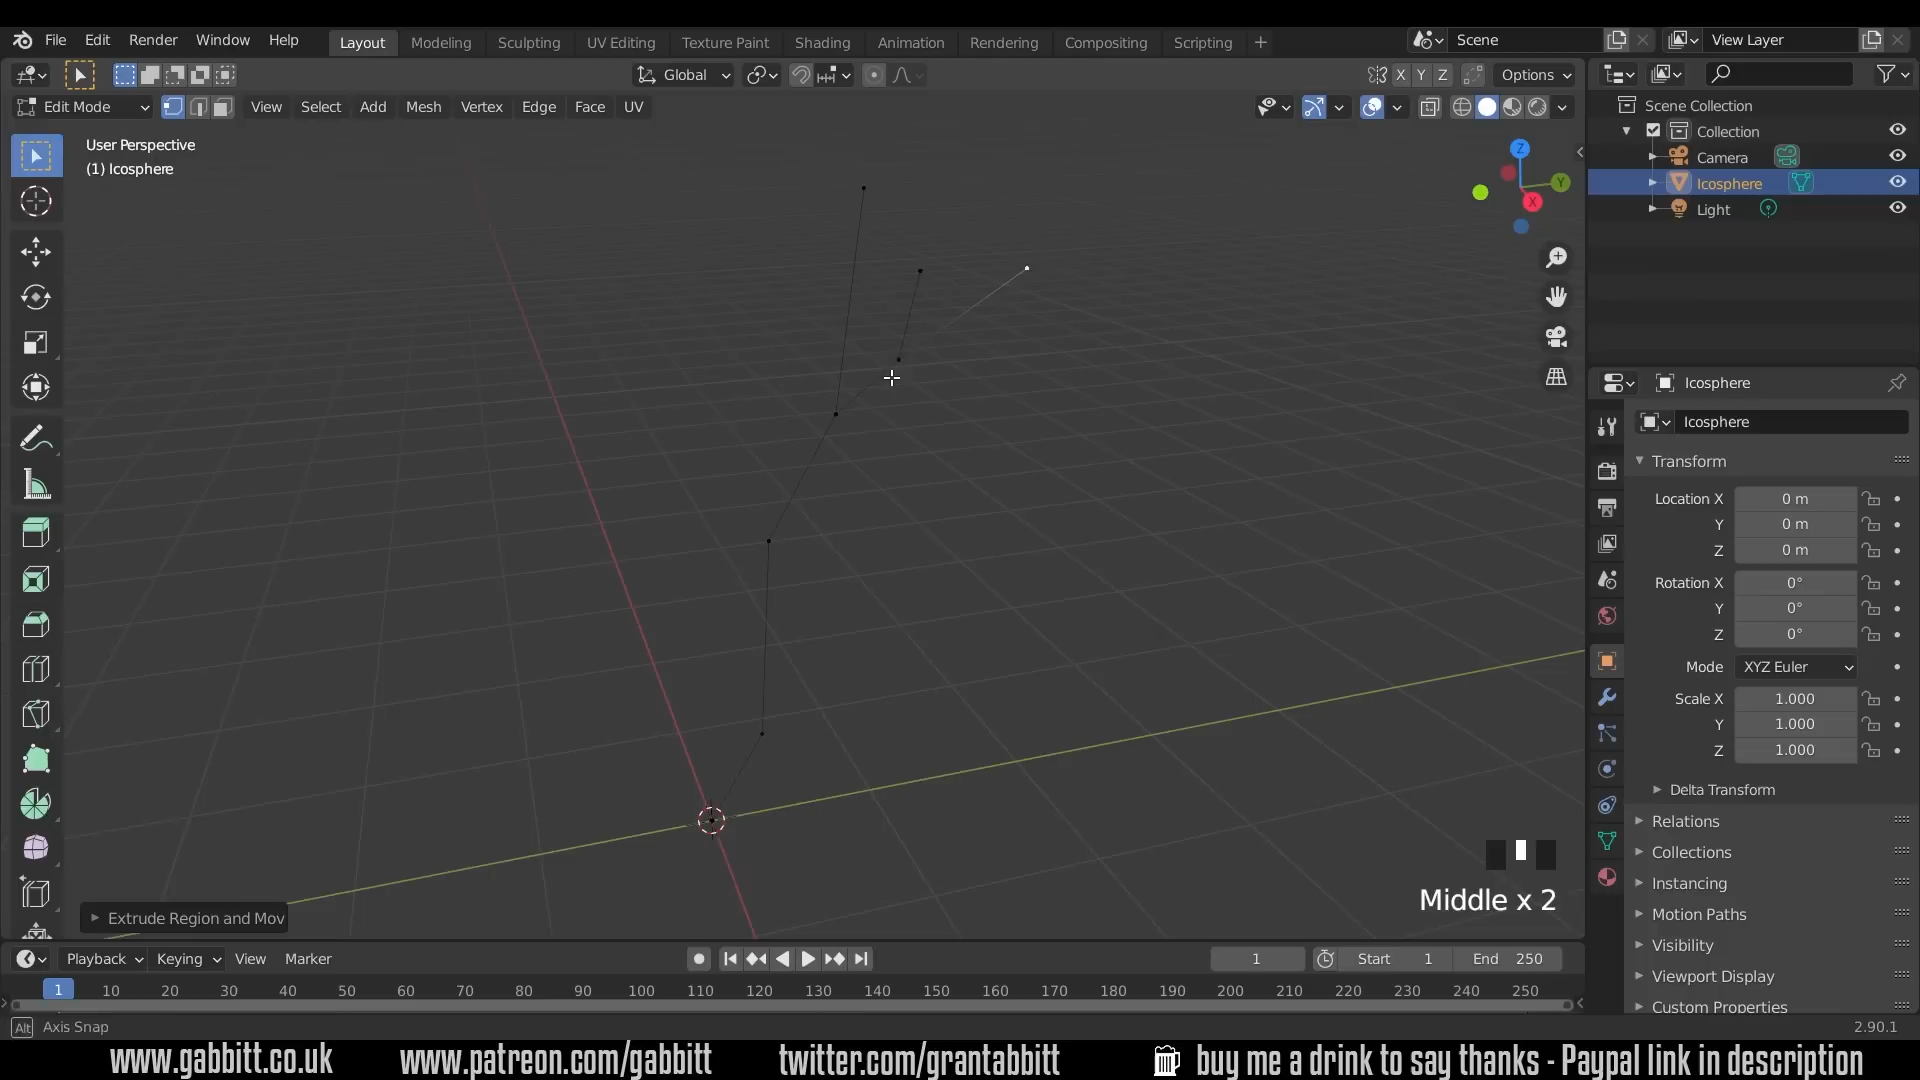 File Edit Render Window Help Layout Modeling Sculpting UV Editing Texture Paint Shading Animation Rendering Compositing Scripting + Scene View Layer
Global X Y Z Options
Edit Mode View Select Add Mesh Vertex Edge Face UV
User Perspective
(1) Icosphere
Z
Y
X
Scene Collection
Collection
Camera
Icosphere
Light
Icosphere
Icosphere
Transform
Location X 0 m
Y 0 m
Z 0 m
Rotation X 0°
Y 0°
Z 0°
Mode XYZ Euler
Scale X 1.000
Y 1.000
Z 1.000
Delta Transform
Relations
Collections
Instancing
Motion Paths
Visibility
Viewport Display
Custom Properties
Middle x 2
Extrude Region and Mov
Playback Keying View Marker 1 Start 1 End 250
1 10 20 30 40 50 60 70 80 90 100 110 120 130 140 150 160 170 180 190 200 210 220 230 240 250
Alt Axis Snap 2.90.1
www.gabbitt.co.uk www.patreon.com/gabbitt twitter.com/grantabbitt buy me a drink to say thanks - Paypal link in description